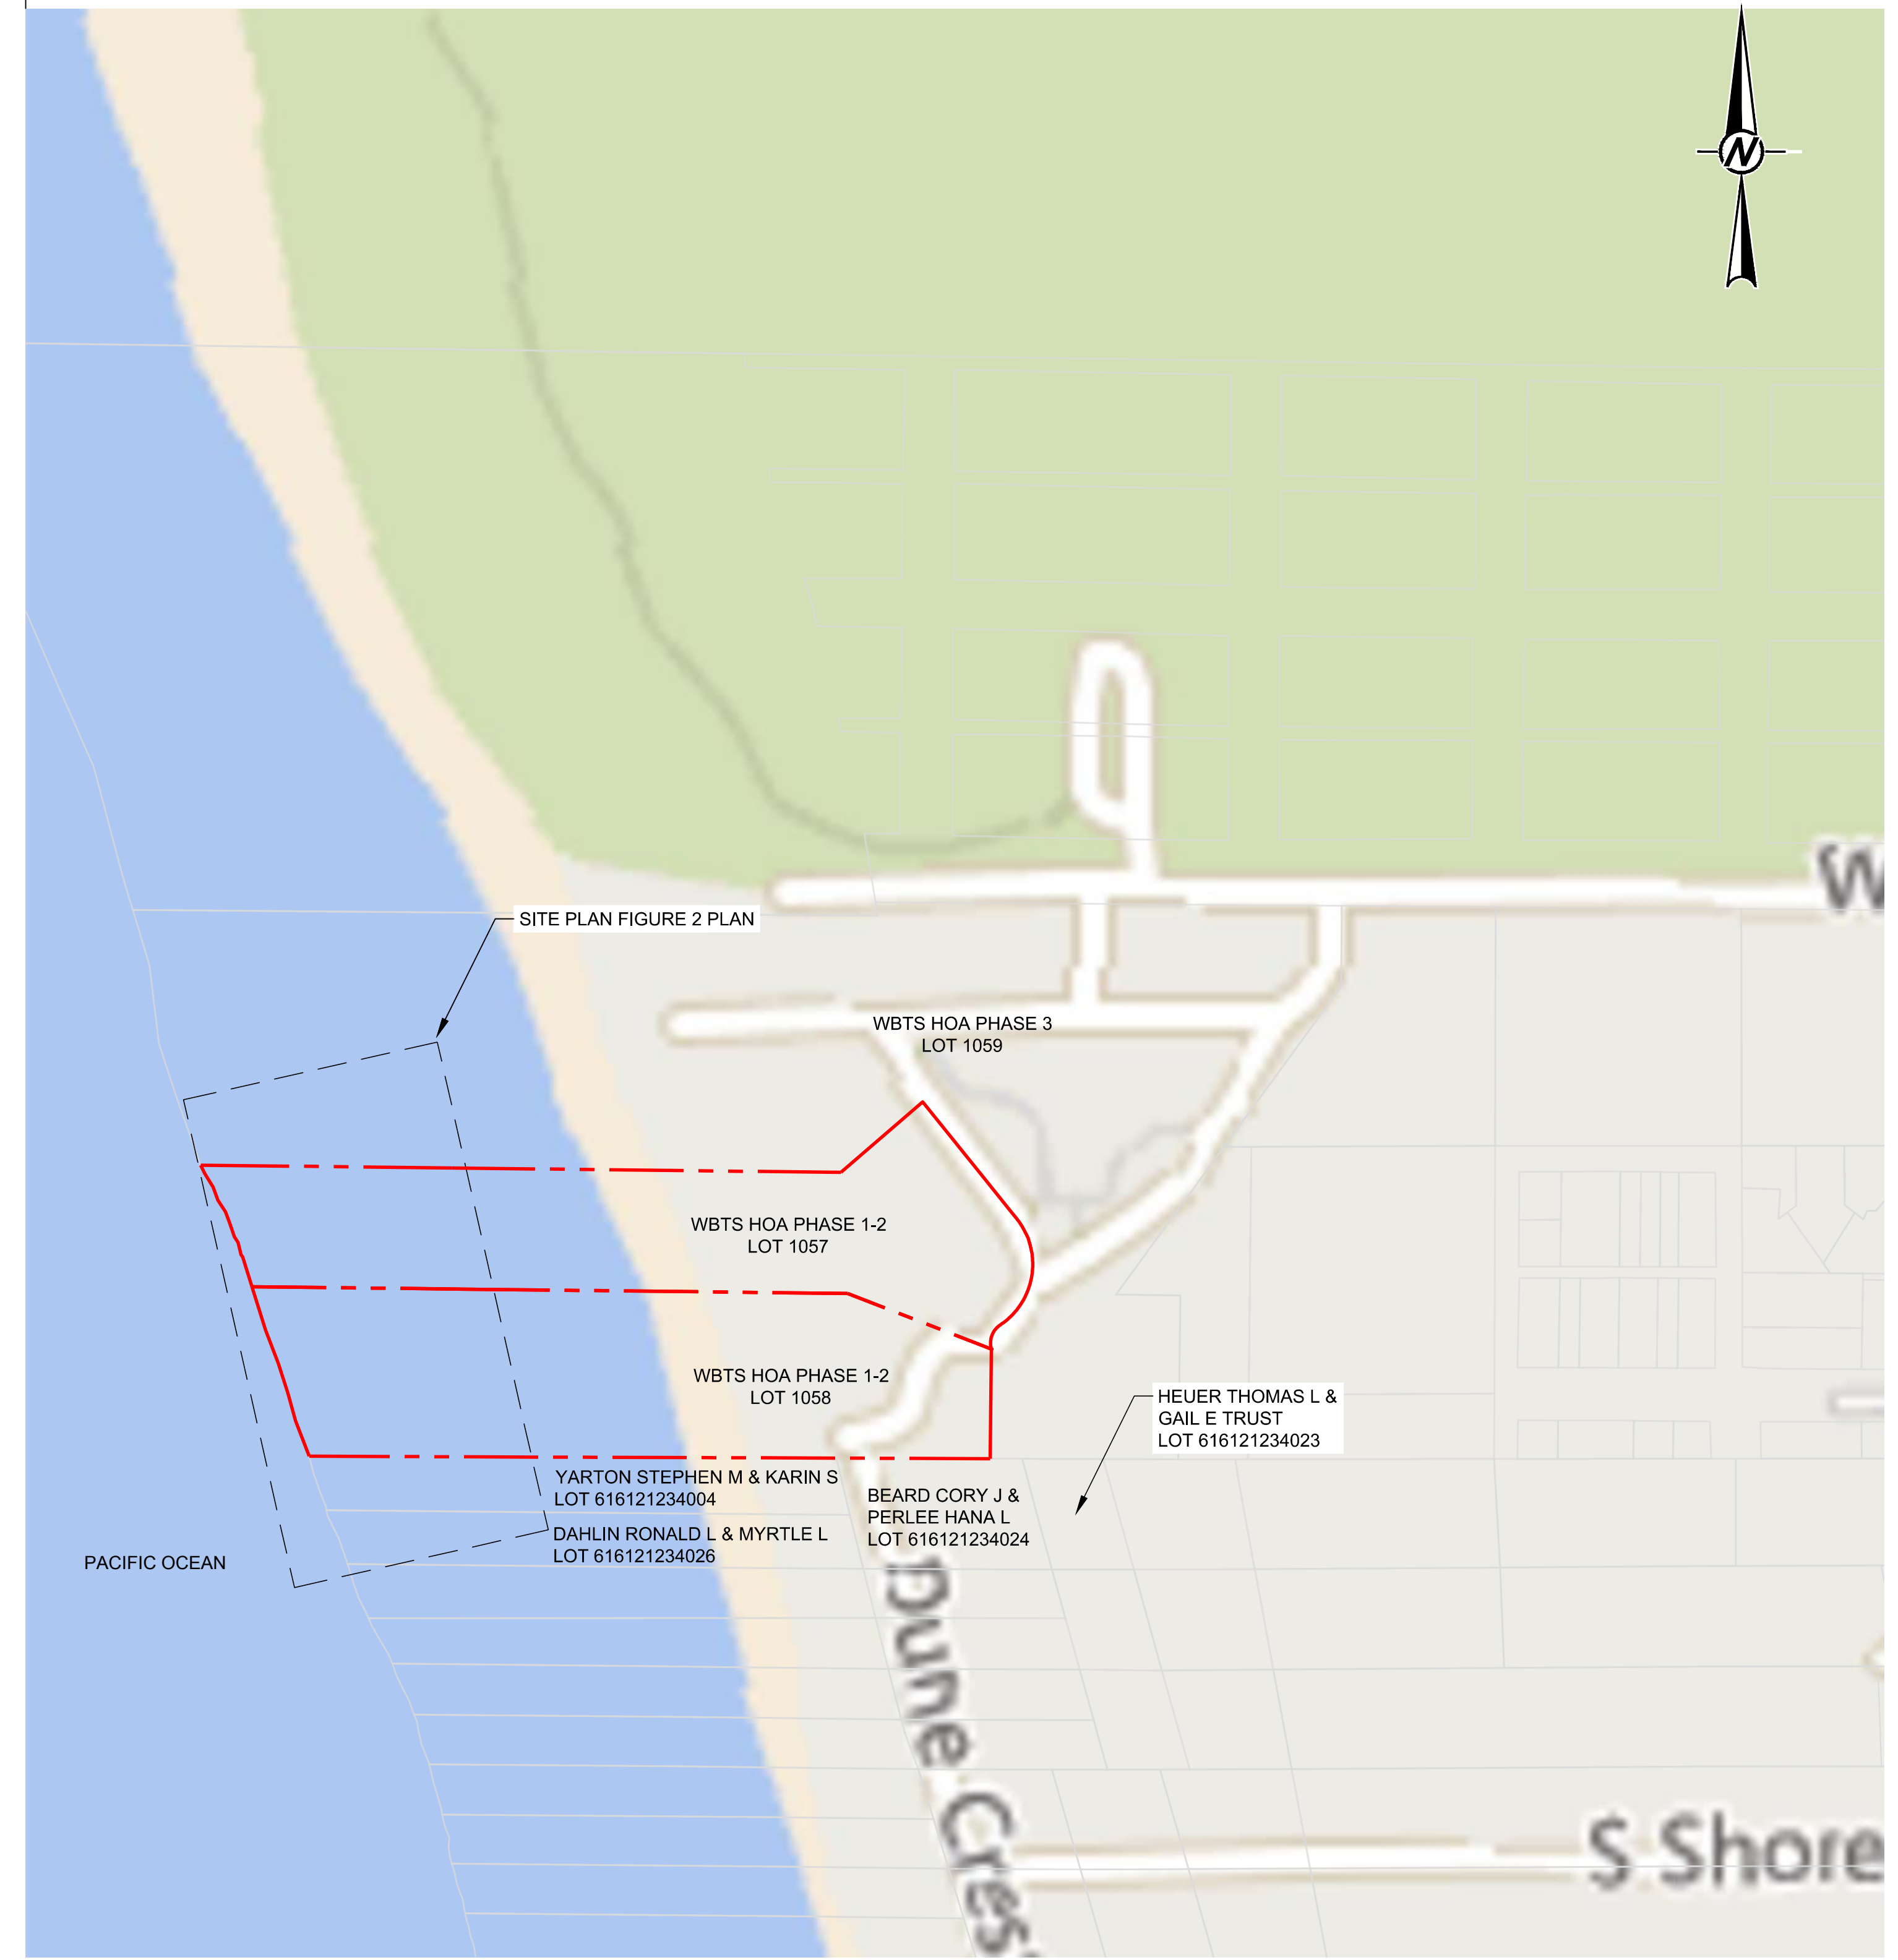 N
W
SITE PLAN FIGURE 2 PLAN
WBTS HOA PHASE 3
LOT 1059
WBTS HOA PHASE 1-2
LOT 1057
WBTS HOA PHASE 1-2
LOT 1058
HEUER THOMAS L &
GAIL E TRUST
LOT 616121234023
YARTON STEPHEN M & KARIN S
LOT 616121234004
BEARD CORY J &
PERLEE HANA L
LOT 616121234024
DAHLIN RONALD L & MYRTLE L
LOT 616121234026
PACIFIC OCEAN
Dune Cres
S Shore